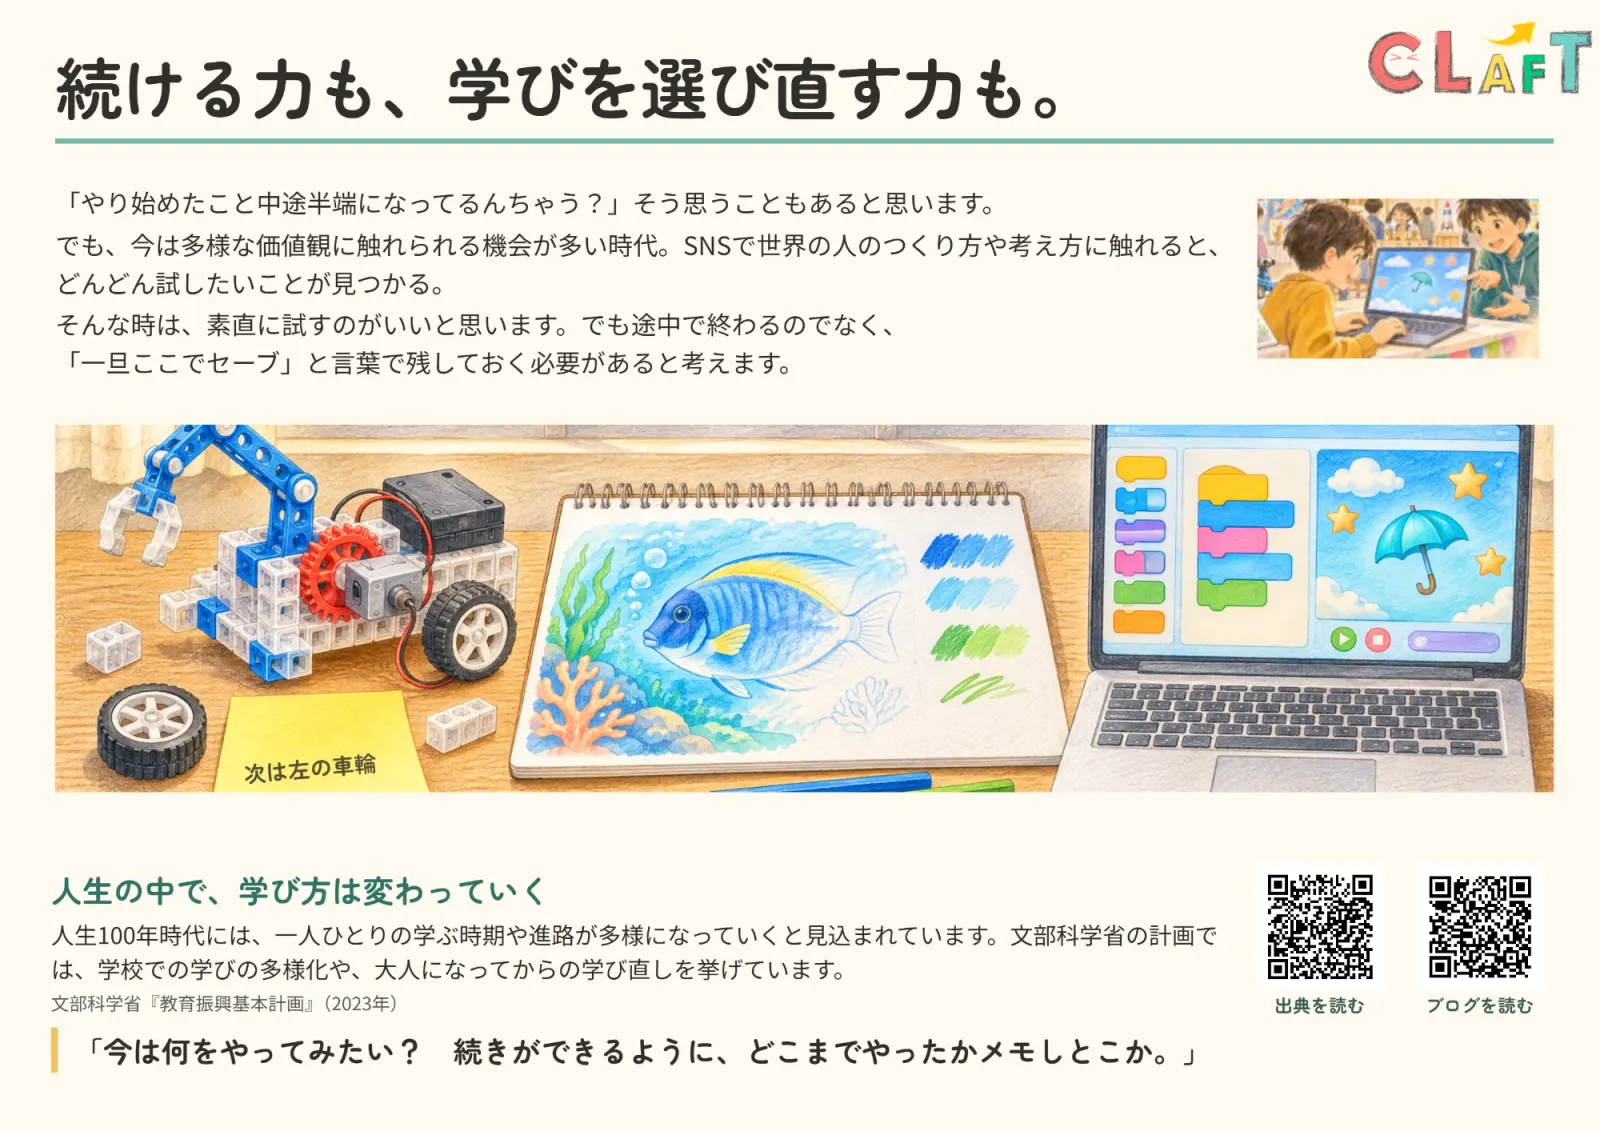 続ける力も、学びを選び直す力も。
CLAFT
「やり始めたこと中途半端になってるんちゃう？」そう思うこともあると思います。
でも、今は多様な価値観に触れられる機会が多い時代。SNSで世界の人のつくり方や考え方に触れると、
どんどん試したいことが見つかる。
そんな時は、素直に試すのがいいと思います。でも途中で終わるのでなく、
「一旦ここでセーブ」と言葉で残しておく必要があると考えます。
次は左の車輪
人生の中で、学び方は変わっていく
人生100年時代には、一人ひとりの学ぶ時期や進路が多様になっていくと見込まれています。文部科学省の計画で
は、学校での学びの多様化や、大人になってからの学び直しを挙げています。
文部科学省『教育振興基本計画』（2023年）
出典を読む
ブログを読む
「今は何をやってみたい？　続きができるように、どこまでやったかメモしとこか。」